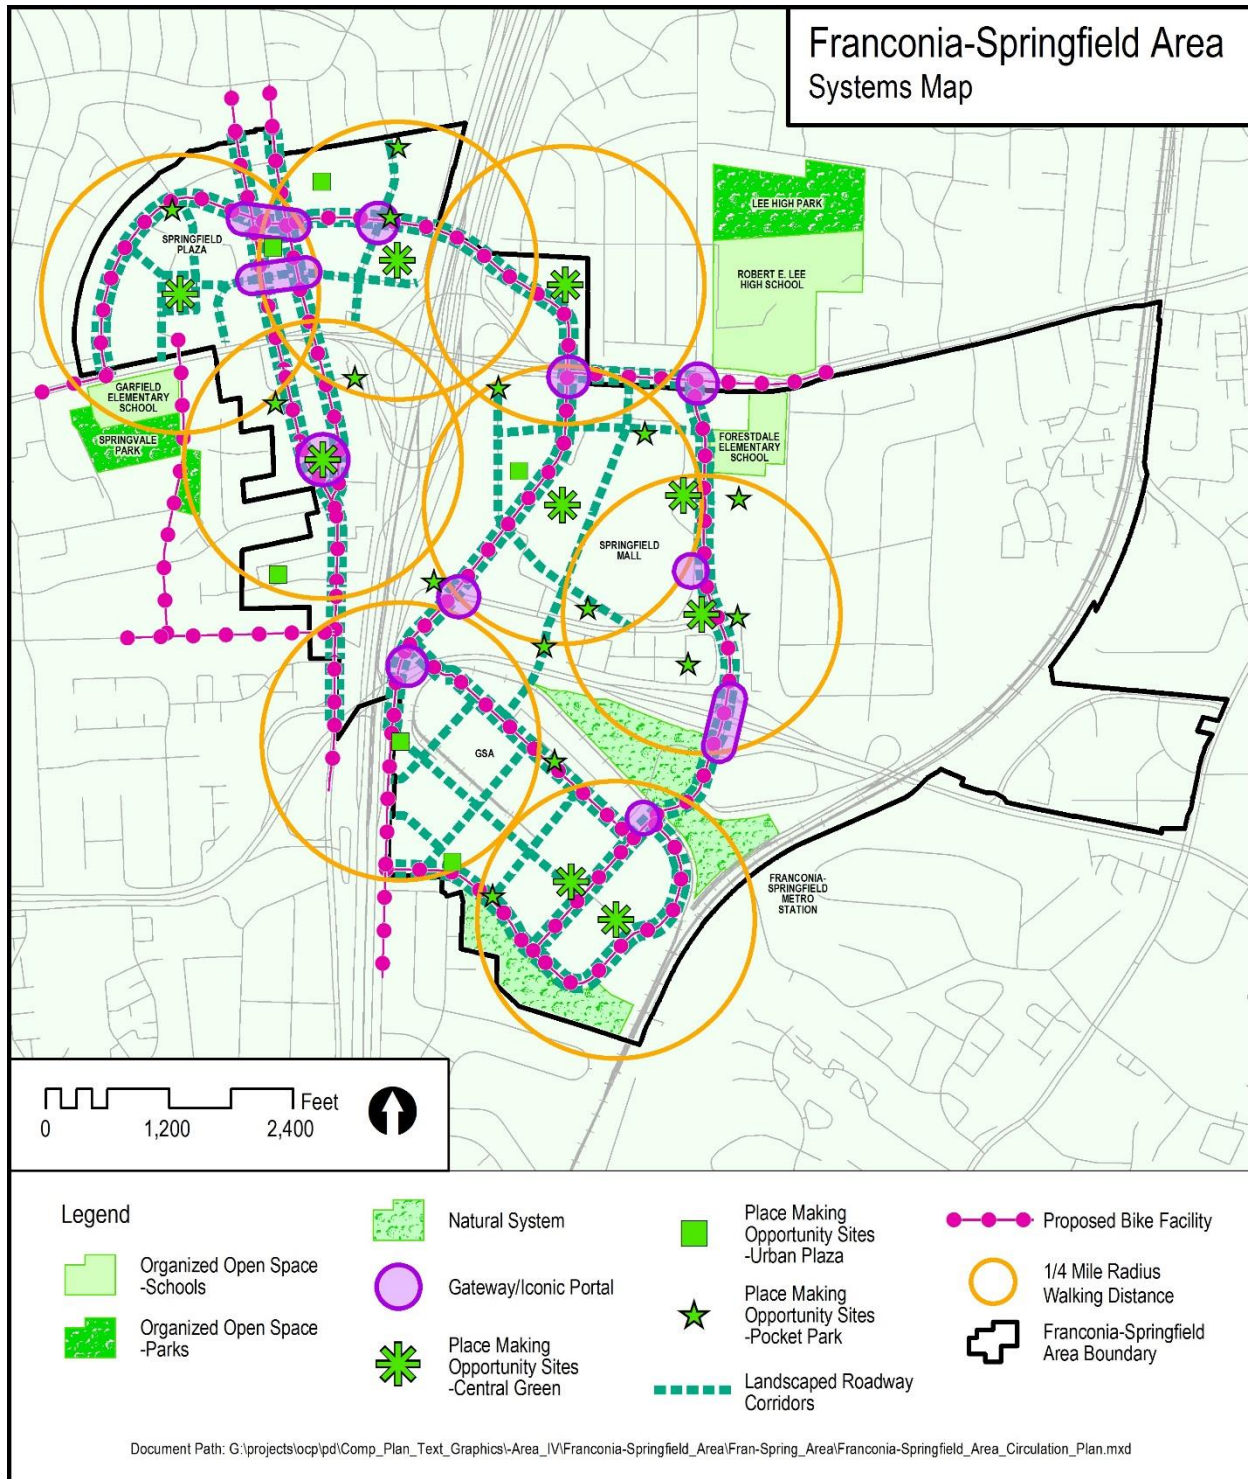 Franconia-Springfield Area
Systems Map
LEE HIGH PARK
ROBERT E. LEE
HIGH SCHOOL
SPRINGFIELD
PLAZA
GARFIELD
ELEMENTARY
SCHOOL
SPRINGVALE
PARK
FORESTDALE
ELEMENTARY
SCHOOL
SPRINGFIELD
MALL
GSA
FRANCONIA-
SPRINGFIELD
METRO
STATION
Feet
0 1,200 2,400
Legend
Organized Open Space
-Schools
Organized Open Space
-Parks
Natural System
Gateway/Iconic Portal
Place Making
Opportunity Sites
-Central Green
Place Making
Opportunity Sites
-Urban Plaza
Place Making
Opportunity Sites
-Pocket Park
Landscaped Roadway
Corridors
Proposed Bike Facility
1/4 Mile Radius
Walking Distance
Franconia-Springfield
Area Boundary
Document Path: G:\projects\ocp\pd\Comp_Plan_Text_Graphics\-Area_IV\Franconia-Springfield_Area\Fran-Spring_Area\Franconia-Springfield_Area_Circulation_Plan.mxd